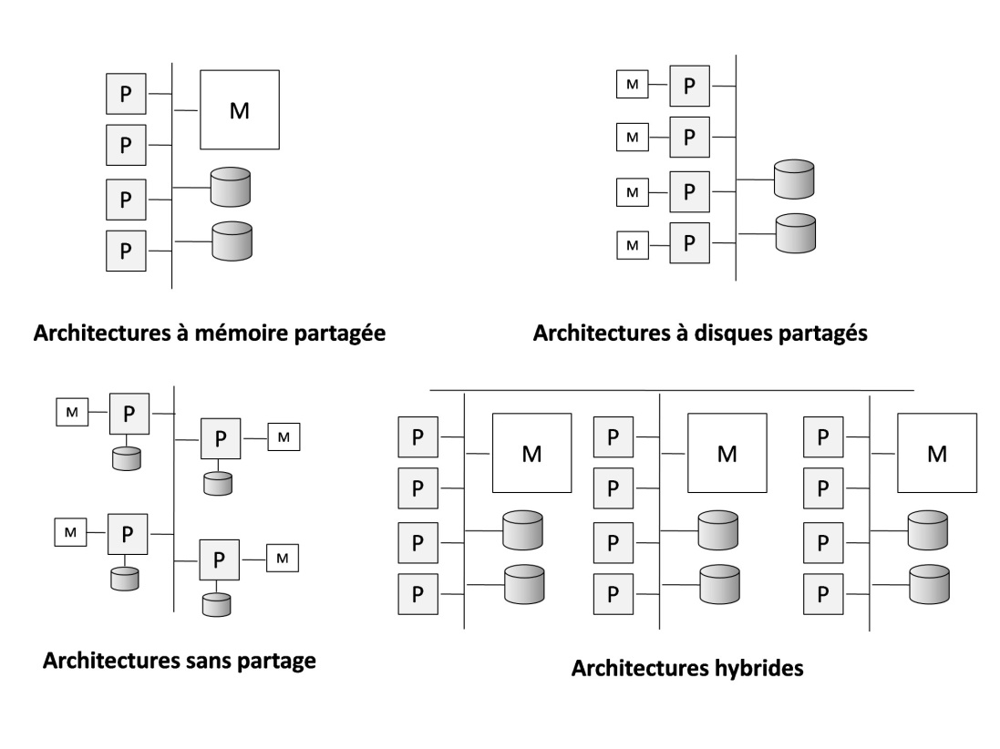 P
M
P
P
P
Architectures à mémoire partagée
M P
M P
M P
M P
Architectures à disques partagés
M P
P M
M P
P M
Architectures sans partage
P M P M P M
P P P
P P P
P P P
Architectures hybrides